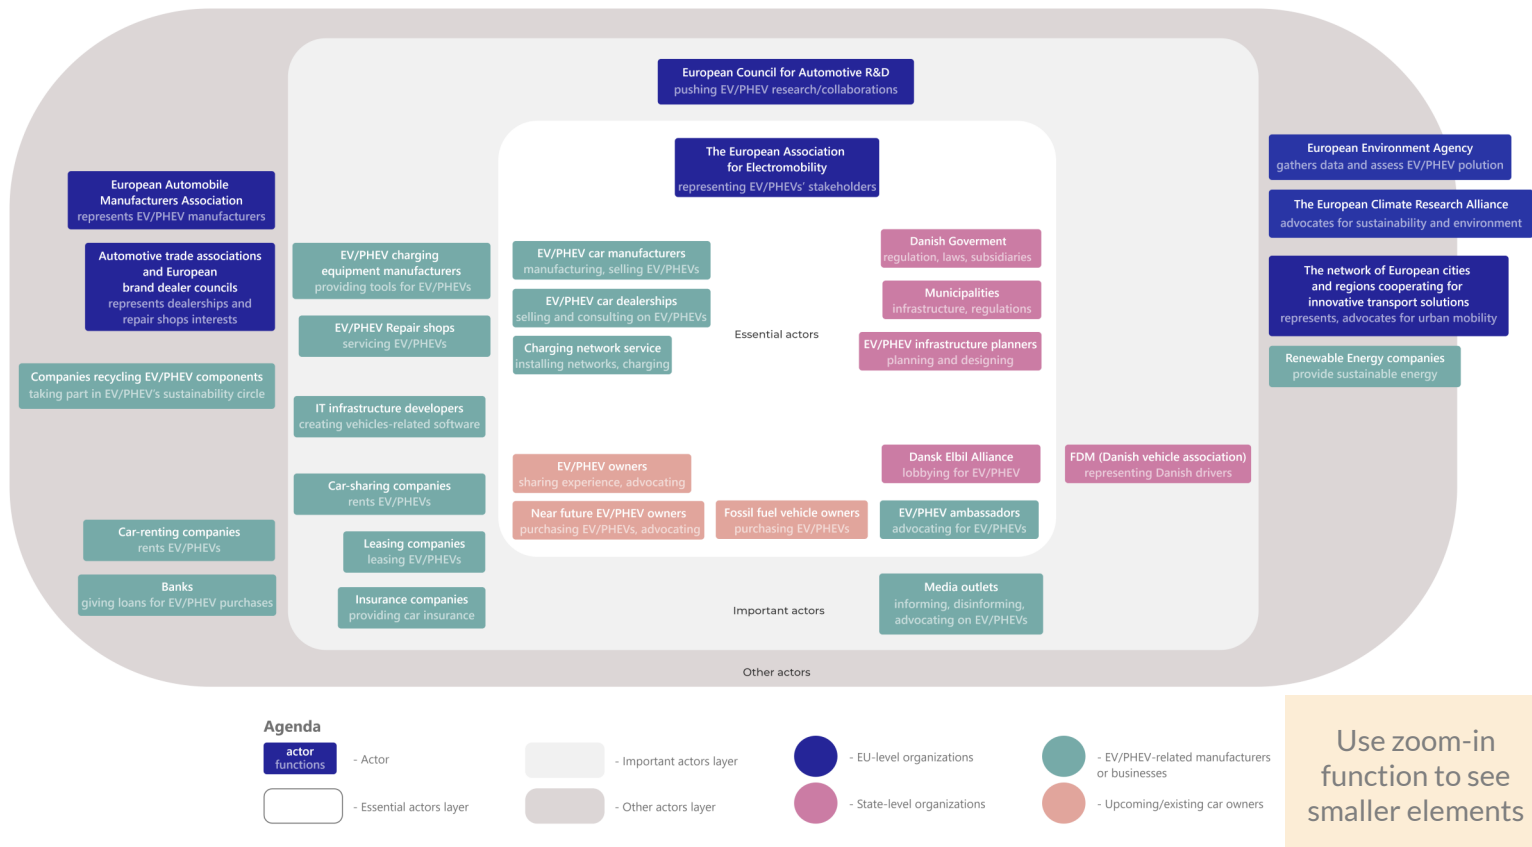 European Council for Automotive R&D
pushing EV/PHEV research/collaborations
The European Association
for Electromobility
representing EV/PHEVs' stakeholders
European Environment Agency
gathers data and assess EV/PHEV polution
The European Climate Research Alliance
advocates for sustainability and environment
The network of European cities
and regions cooperating for
innovative transport solutions
represents, advocates for urban mobility
Renewable Energy companies
provide sustainable energy
European Automobile
Manufacturers Association
represents EV/PHEV manufacturers
Automotive trade associations
and European
brand dealer councils
represents dealerships and
repair shops interests
Companies recycling EV/PHEV components
taking part in EV/PHEV's sustainability circle
Car-renting companies
rents EV/PHEVs
Banks
giving loans for EV/PHEV purchases
EV/PHEV charging
equipment manufacturers
providing tools for EV/PHEVs
EV/PHEV Repair shops
servicing EV/PHEVs
IT infrastructure developers
creating vehicles-related software
Car-sharing companies
rents EV/PHEVs
Leasing companies
leasing EV/PHEVs
Insurance companies
providing car insurance
EV/PHEV car manufacturers
manufacturing, selling EV/PHEVs
EV/PHEV car dealerships
selling and consulting on EV/PHEVs
Charging network service
installing networks, charging
Essential actors
Danish Goverment
regulation, laws, subsidiaries
Municipalities
infrastructure, regulations
EV/PHEV infrastructure planners
planning and designing
EV/PHEV owners
sharing experience, advocating
Near future EV/PHEV owners
purchasing EV/PHEVs, advocating
Fossil fuel vehicle owners
purchasing EV/PHEVs
Dansk Elbil Alliance
lobbying for EV/PHEV
EV/PHEV ambassadors
advocating for EV/PHEVs
FDM (Danish vehicle association)
representing Danish drivers
Media outlets
informing, disinforming,
advocating on EV/PHEVs
Important actors
Other actors
Agenda
actor
functions
- Actor
- Essential actors layer
- Important actors layer
- Other actors layer
- EU-level organizations
- State-level organizations
- EV/PHEV-related manufacturers
or businesses
- Upcoming/existing car owners
Use zoom-in
function to see
smaller elements